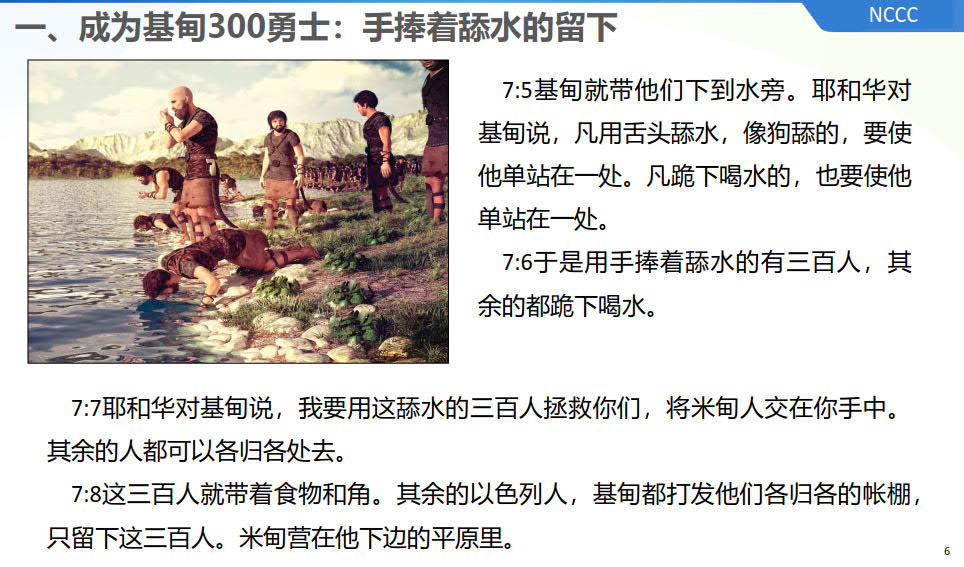 NCCC
一、成为基甸300勇士：手捧着舔水的留下
7:5基甸就带他们下到水旁。耶和华对
基甸说，凡用舌头舔水，像狗舔的，要使
他单站在一处。凡跪下喝水的，也要使他
单站在一处。
7:6于是用手捧着舔水的有三百人，其
余的都跪下喝水。
7:7耶和华对基甸说，我要用这舔水的三百人拯救你们，将米甸人交在你手中。
其余的人都可以各归各处去。
7:8这三百人就带着食物和角。其余的以色列人，基甸都打发他们各归各的帐棚，
只留下这三百人。米甸营在他下边的平原里。
6